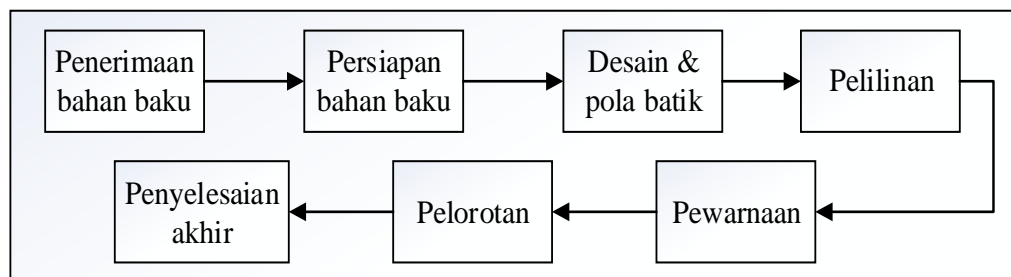 Penerimaan
bahan baku
Persiapan
bahan baku
Desain &
pola batik
Pelilinan
Pewarnaan
Pelorotan
Penyelesaian
akhir